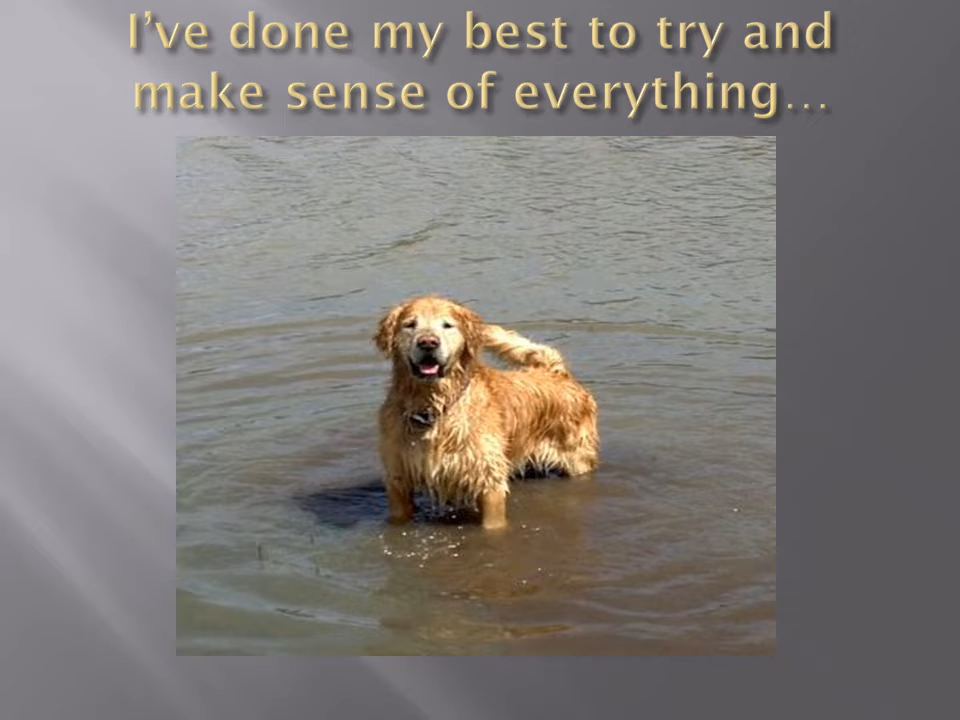 I’ve done my best to try and
make sense of everything…